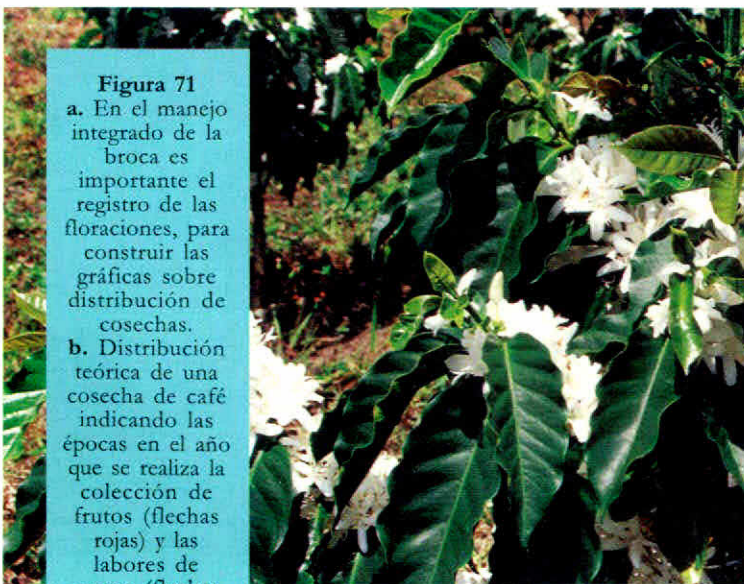 Figura 71
a. En el manejo
integrado de la
broca es
importante el
registro de las
floraciones, para
construir las
gráficas sobre
distribución de
cosechas.
b. Distribución
teórica de una
cosecha de café
indicando las
épocas en el año
que se realiza la
colección de
frutos (flechas
rojas) y las
labores de